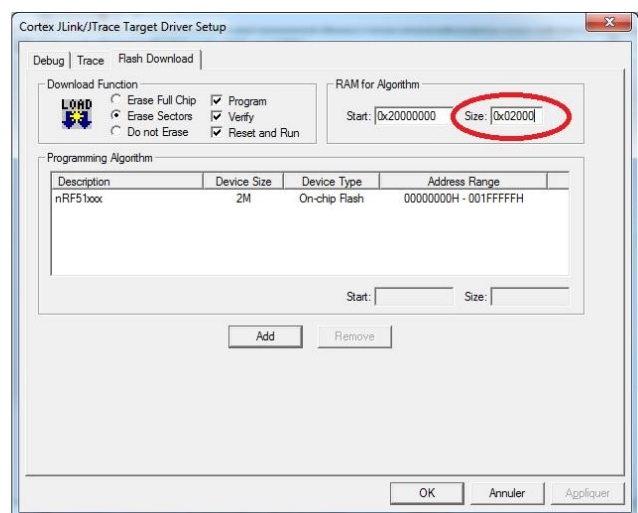 Cortex JLink/JTrace Target Driver Setup
Debug Trace Flash Download
Download Function
LOAD
Erase Full Chip
Program
Erase Sectors
Verify
Do not Erase
Reset and Run
RAM for Algorithm
Start: 0x20000000 Size: 0x02000
Programming Algorithm
Description Device Size Device Type Address Range
nRF51xxx 2M On-chip Flash 00000000H - 001FFFFFH
Start: Size:
Add Remove
OK Annuler Appliquer